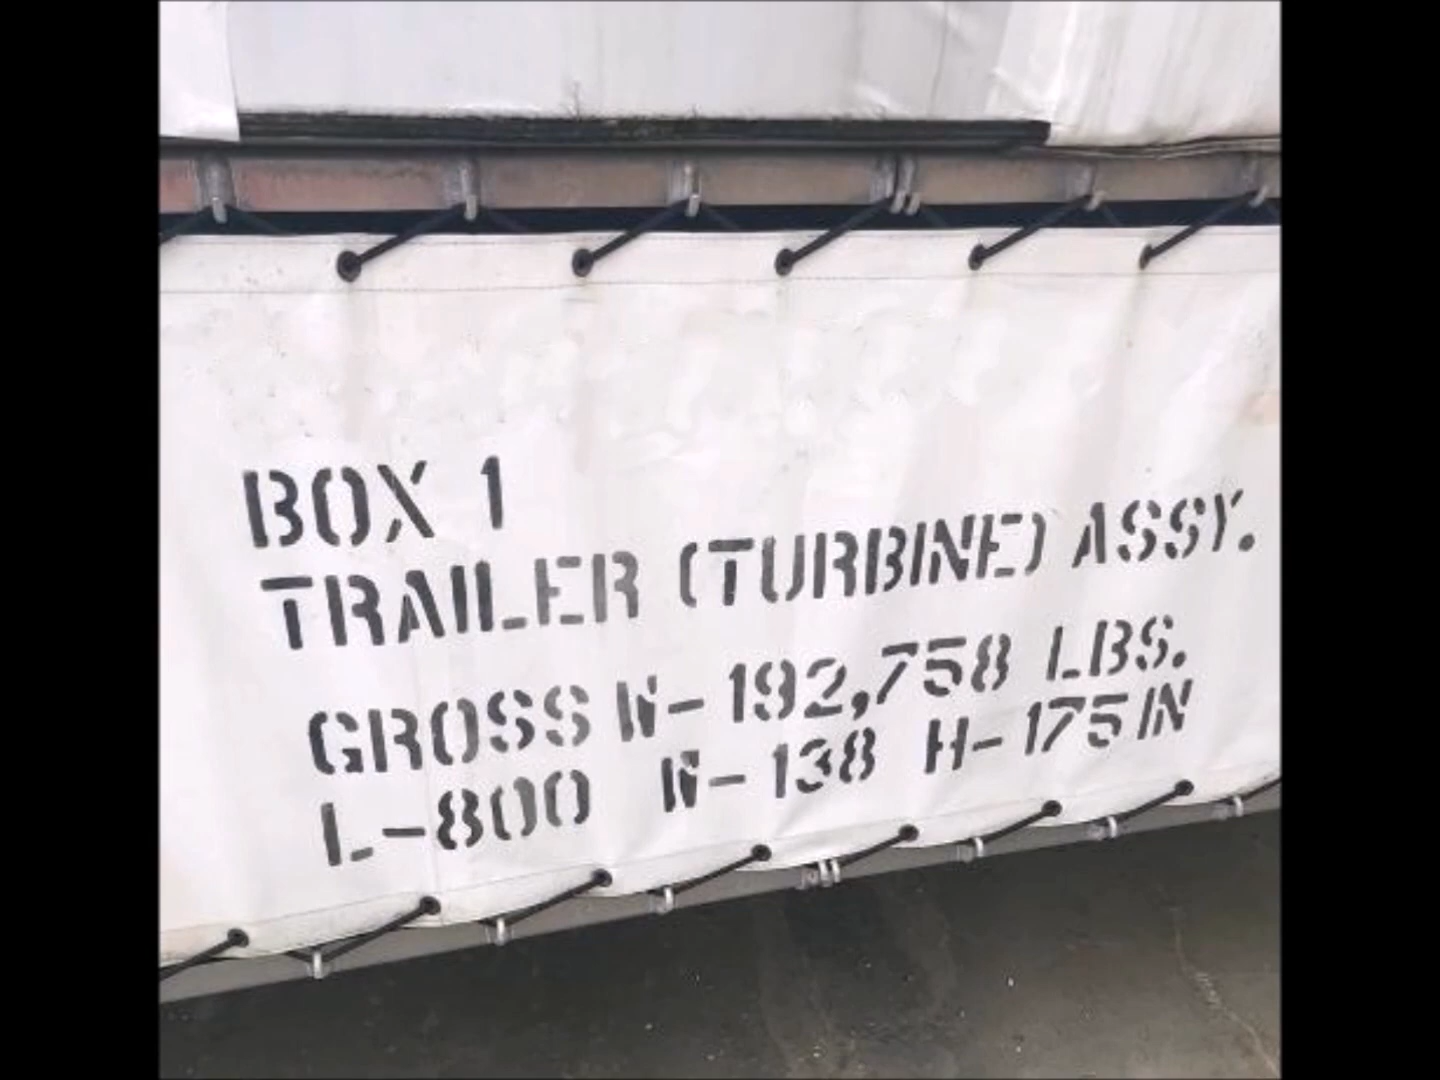 BOX 1
TRAILER (TURBINE) ASSY.
GROSS W-192,758 LBS.
L-800 W-138 H-175 IN